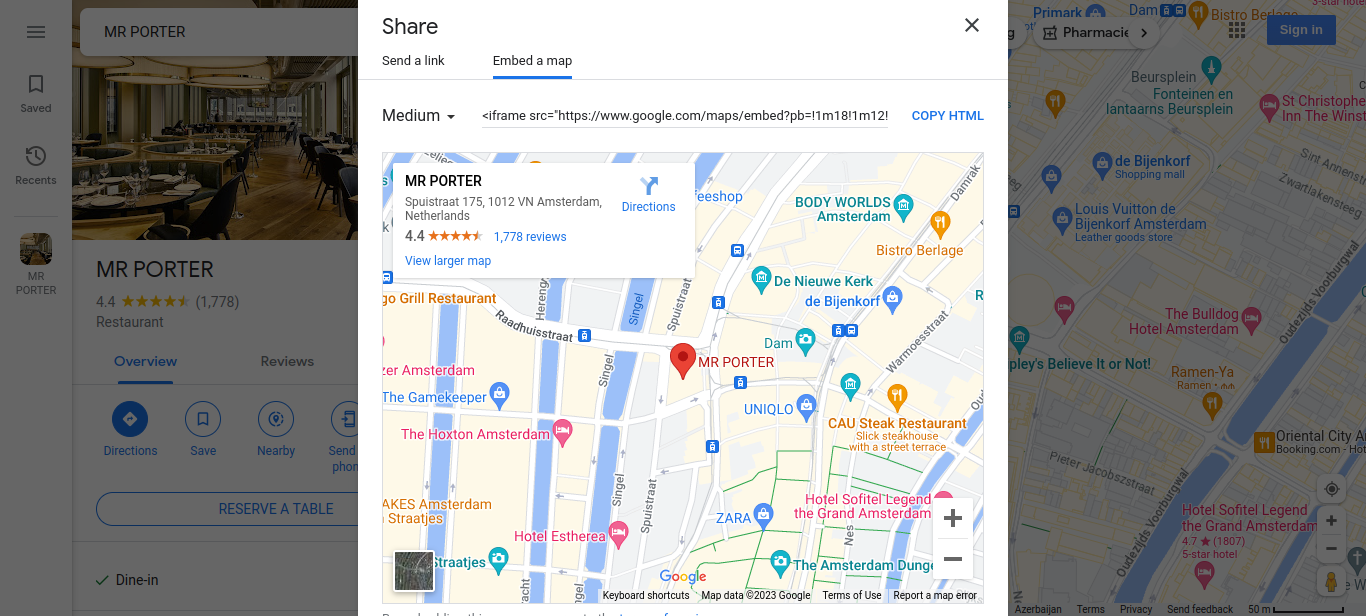 MR PORTER
Saved
Recents
MR
PORTER
MR PORTER
4.4
(1,778)
Restaurant
Overview
Reviews
Directions
Save
Nearby
RESERVE A TABLE
Dine-in
Share
Send a link
Embed a map
Medium
<iframe src="https://www.google.com/maps/embed?pb=!1m18!1m12!
COPY HTML
MR PORTER
Spuistraat 175, 1012 VN Amsterdam,
Netherlands
4.4
1,778 reviews
View larger map
Directions
BODY WORLDS
Amsterdam
Damrak
Bistro Berlage
De Nieuwe Kerk
de Bijenkorf
go Grill Restaurant
Raadhuisstraat
Singel
Spuistraat
Dam
MR PORTER
Warmoesstraat
zer Amsterdam
The Gamekeeper
Singel
UNIQLO
CAU Steak Restaurant
Slick steakhouse
with a street terrace
The Hoxton Amsterdam
AKES Amsterdam
Straatjes
Singel
Spuistraat
Hotel Sofitel Legend
the Grand Amsterdam
ZARA
Nes
Hotel Estherea
Straatjes
The Amsterdam Dunge
Google
Keyboard shortcuts
Map data ©2023 Google
Terms of Use
Report a map error
Primark
Dam
Bistro Berlage
Pharmacie
Sign in
Beursplein
Fonteinen en
lantaarns Beursplein
St Christophe
Inn The Winst
de Bijenkorf
Shopping mall
Sint Annenstraat
Zwartlakensteeg
Louis Vuitton de
Bijenkorf Amsterdam
Leather goods store
Oudezijds Voorburgwal
The Bulldog
Hotel Amsterdam
pley's Believe It or Not!
Ramen-Ya
Ramen
Oriental City A
Booking.com - Hot
Pieter Jacobszstraat
Oudezijds Voorburgwal
Hotel Sofitel Legend
the Grand Amsterdam
4.7 (1807)
5-star hotel
Azerbaijan
Terms
Privacy
Send feedback
50 m